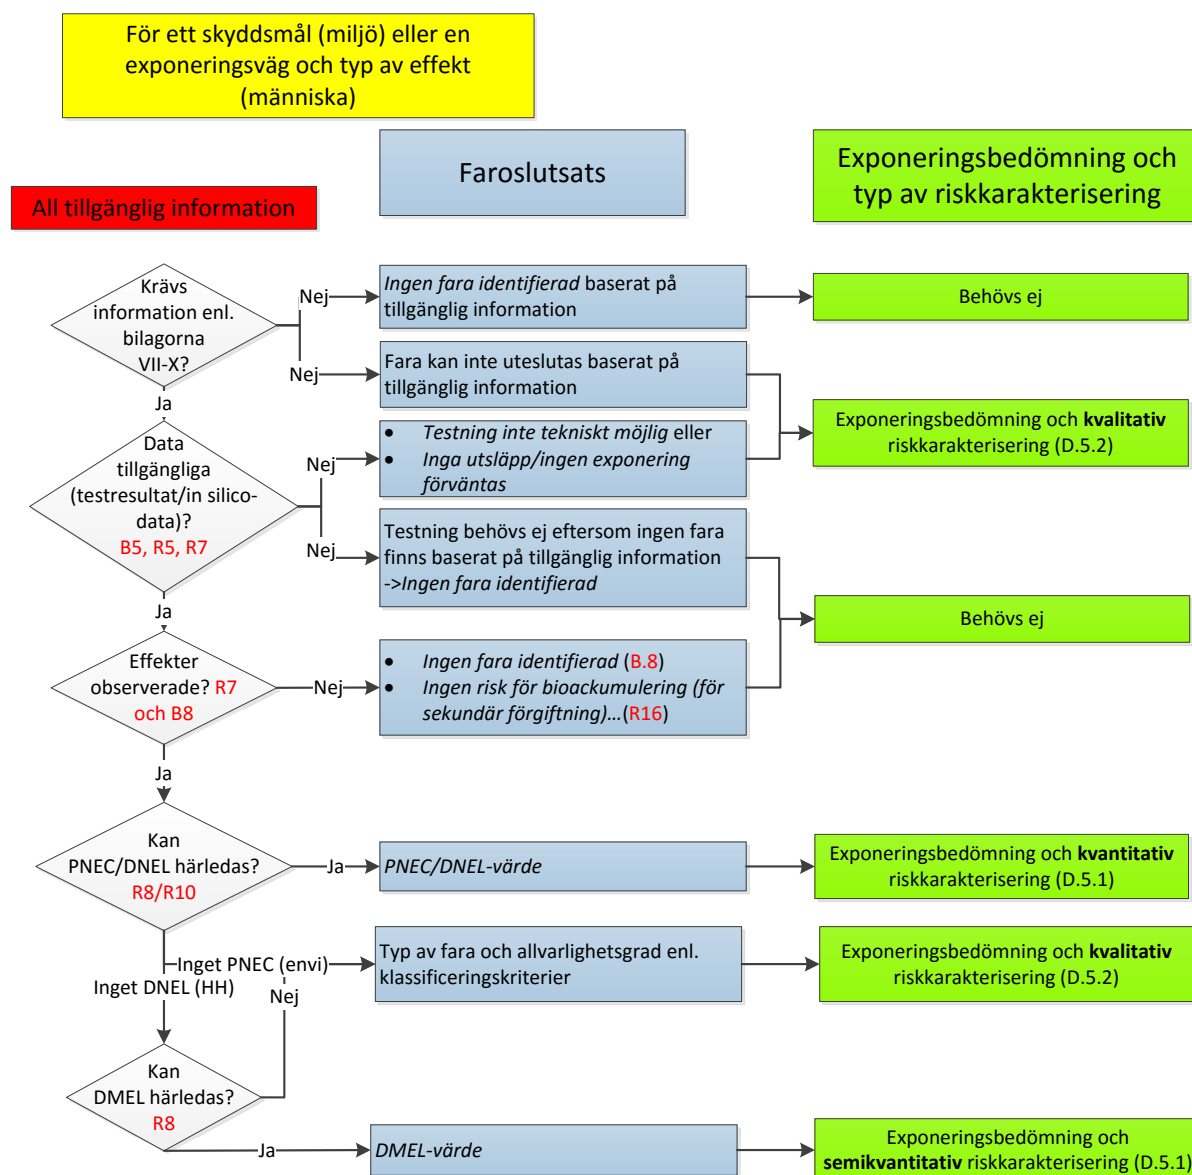 För ett skyddsmål (miljö) eller en
exponeringsväg och typ av effekt
(människa)
Faroslutsats
Exponeringsbedömning och
typ av riskkarakterisering
All tillgänglig information
Krävs
information enl.
bilagorna
VII-X?
Nej
Ingen fara identifierad baserat på
tillgänglig information
Behövs ej
Nej
Fara kan inte uteslutas baserat på
tillgänglig information
Ja
Exponeringsbedömning och kvalitativ
riskkarakterisering (D.5.2)
Data
tillgängliga
(testresultat/in silico-
data)?
B5, R5, R7
Nej
• Testning inte tekniskt möjlig eller
• Inga utsläpp/ingen exponering
förväntas
Nej
Testning behövs ej eftersom ingen fara
finns baserat på tillgänglig information
->Ingen fara identifierad
Ja
Behövs ej
Effekter
observerade? R7
och B8
Nej
• Ingen fara identifierad (B.8)
• Ingen risk för bioackumulering (för
sekundär förgiftning)...(R16)
Ja
Kan
PNEC/DNEL härledas?
R8/R10
Ja
PNEC/DNEL-värde
Exponeringsbedömning och kvantitativ
riskkarakterisering (D.5.1)
Inget PNEC (envi)
Inget DNEL (HH)
Nej
Typ av fara och allvarlighetsgrad enl.
klassificeringskriterier
Exponeringsbedömning och kvalitativ
riskkarakterisering (D.5.2)
Kan
DMEL härledas?
R8
Ja
DMEL-värde
Exponeringsbedömning och
semikvantitativ riskkarakterisering (D.5.1)